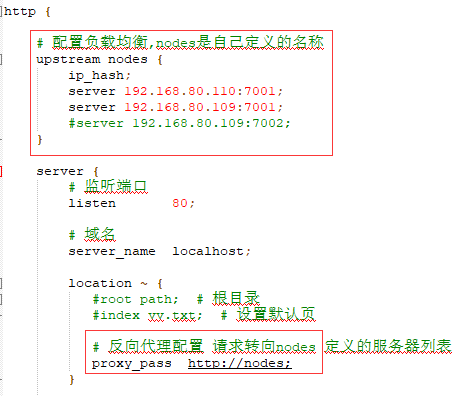 http {
# 配置负载均衡,nodes是自己定义的名称
upstream nodes {
ip_hash;
server 192.168.80.110:7001;
server 192.168.80.109:7001;
#server 192.168.80.109:7002;
}
server {
# 监听端口
listen 80;
# 域名
server_name localhost;
location ~ {
#root path; # 根目录
#index yy.txt; # 设置默认页
# 反向代理配置 请求转向nodes 定义的服务器列表
proxy_pass http://nodes;
}